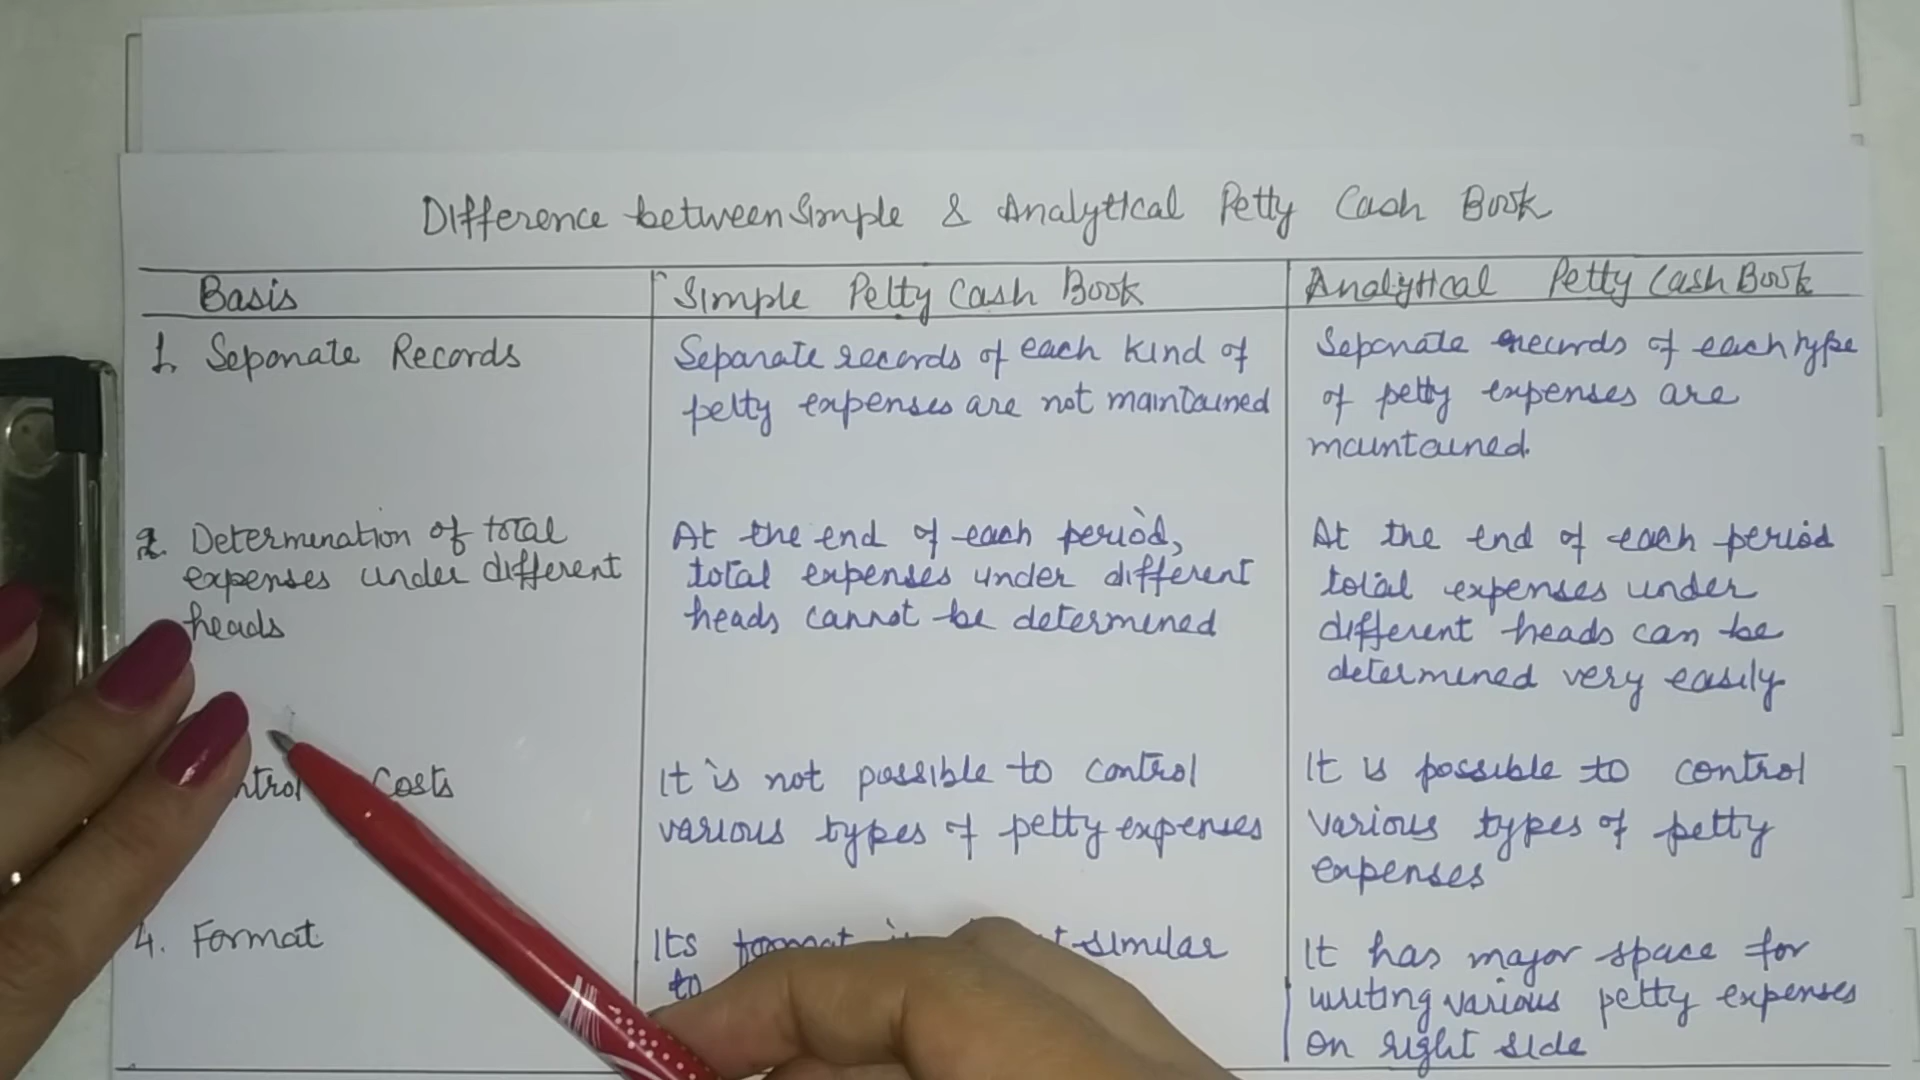 Difference between Simple & Analytical Petty Cash Book
Basis
Simple Petty Cash Book
Analytical Petty Cash Book
1. Separate Records
Separate records of each kind of
petty expenses are not maintained
Separate records of each type
of petty expenses are
maintained.
2. Determination of total
expenses under different
heads
At the end of each period,
total expenses under different
heads cannot be determined
At the end of each period
total expenses under
different heads can be
determined very easily
Costs
It is not possible to control
various types of petty expenses
It is possible to control
various types of petty
expenses
4. Format
Its format similar
to
It has major space for
writing various petty expenses
on right side